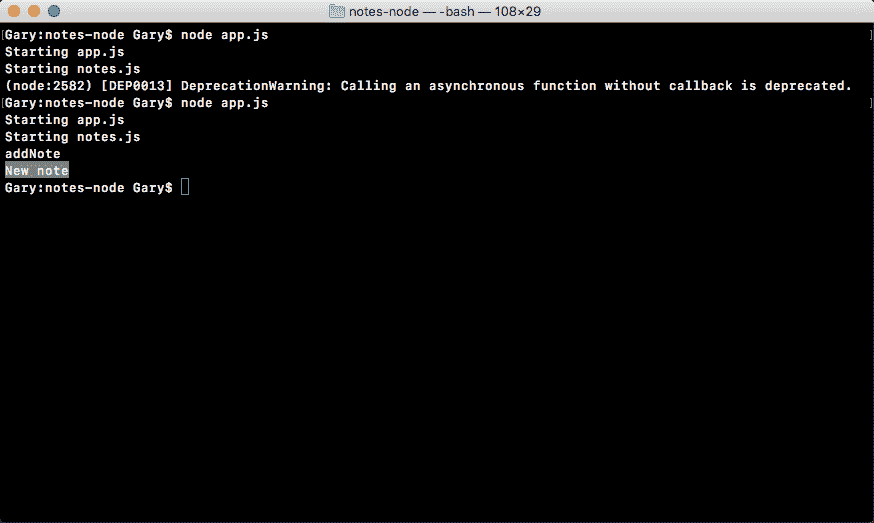 notes-node — -bash — 108×29
Gary:notes-node Gary$ node app.js
Starting app.js
Starting notes.js
(node:2582) [DEP0013] DeprecationWarning: Calling an asynchronous function without callback is deprecated.
Gary:notes-node Gary$ node app.js
Starting app.js
Starting notes.js
addNote
New note
Gary:notes-node Gary$